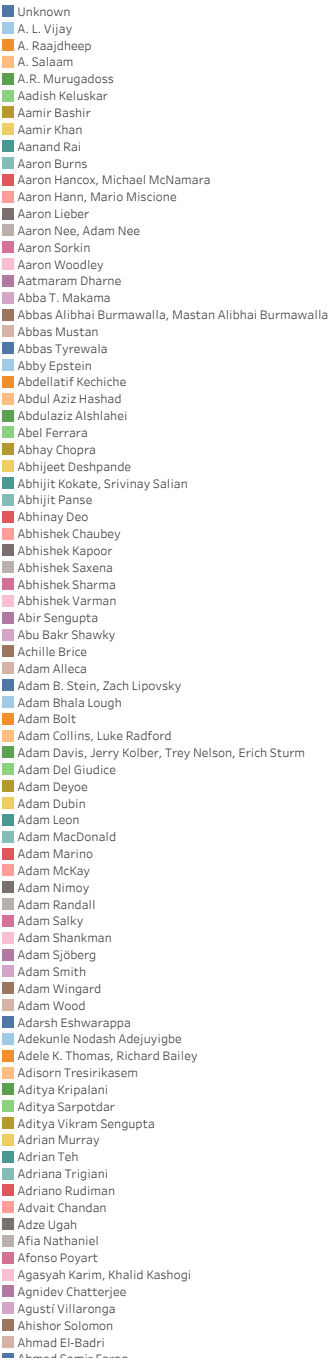 Unknown
A. L. Vijay
A. Raajdheep
A. Salaam
A.R. Murugadoss
Aadish Keluskar
Aamir Bashir
Aamir Khan
Aanand Rai
Aaron Burns
Aaron Hancox, Michael McNamara
Aaron Hann, Mario Miscione
Aaron Lieber
Aaron Nee, Adam Nee
Aaron Sorkin
Aaron Woodley
Aatmaram Dharne
Abba T. Makama
Abbas Alibhai Burmawalla, Mastan Alibhai Burmawalla
Abbas Mustan
Abbas Tyrewala
Abby Epstein
Abdellatif Kechiche
Abdul Aziz Hashad
Abdulaziz Alshlahei
Abel Ferrara
Abhay Chopra
Abhijeet Deshpande
Abhijit Kokate, Srivinay Salian
Abhijit Panse
Abhinay Deo
Abhishek Chaubey
Abhishek Kapoor
Abhishek Saxena
Abhishek Sharma
Abhishek Varman
Abir Sengupta
Abu Bakr Shawky
Achille Brice
Adam Alleca
Adam B. Stein, Zach Lipovsky
Adam Bhala Lough
Adam Bolt
Adam Collins, Luke Radford
Adam Davis, Jerry Kolber, Trey Nelson, Erich Sturm
Adam Del Giudice
Adam Deyoe
Adam Dubin
Adam Leon
Adam MacDonald
Adam Marino
Adam McKay
Adam Nimoy
Adam Randall
Adam Salky
Adam Shankman
Adam Sjöberg
Adam Smith
Adam Wingard
Adam Wood
Adarsh Eshwarappa
Adekunle Nodash Adejuyigbe
Adele K. Thomas, Richard Bailey
Adisorn Tresirikasem
Aditya Kripalani
Aditya Sarpotdar
Aditya Vikram Sengupta
Adrian Murray
Adrian Teh
Adriana Trigiani
Adriano Rudiman
Advait Chandan
Adze Ugah
Afia Nathaniel
Afonso Poyart
Agasyah Karim, Khalid Kashogi
Agnidev Chatterjee
Agustí Villaronga
Ahishor Solomon
Ahmad El-Badri